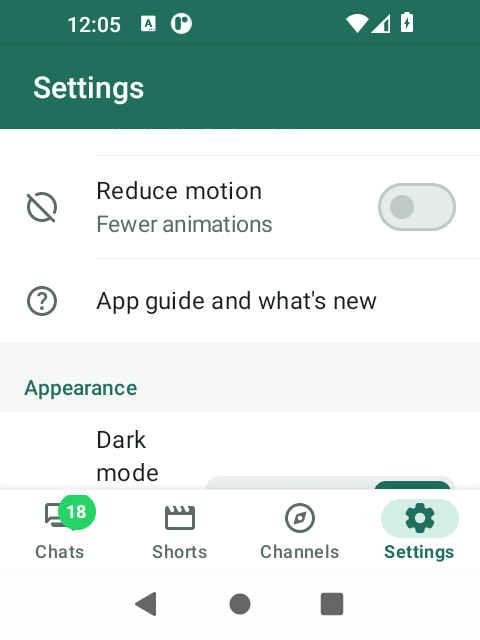 12:05
Settings
Reduce motion
Fewer animations
App guide and what's new
Appearance
Dark
mode
18
Chats
Shorts
Channels
Settings